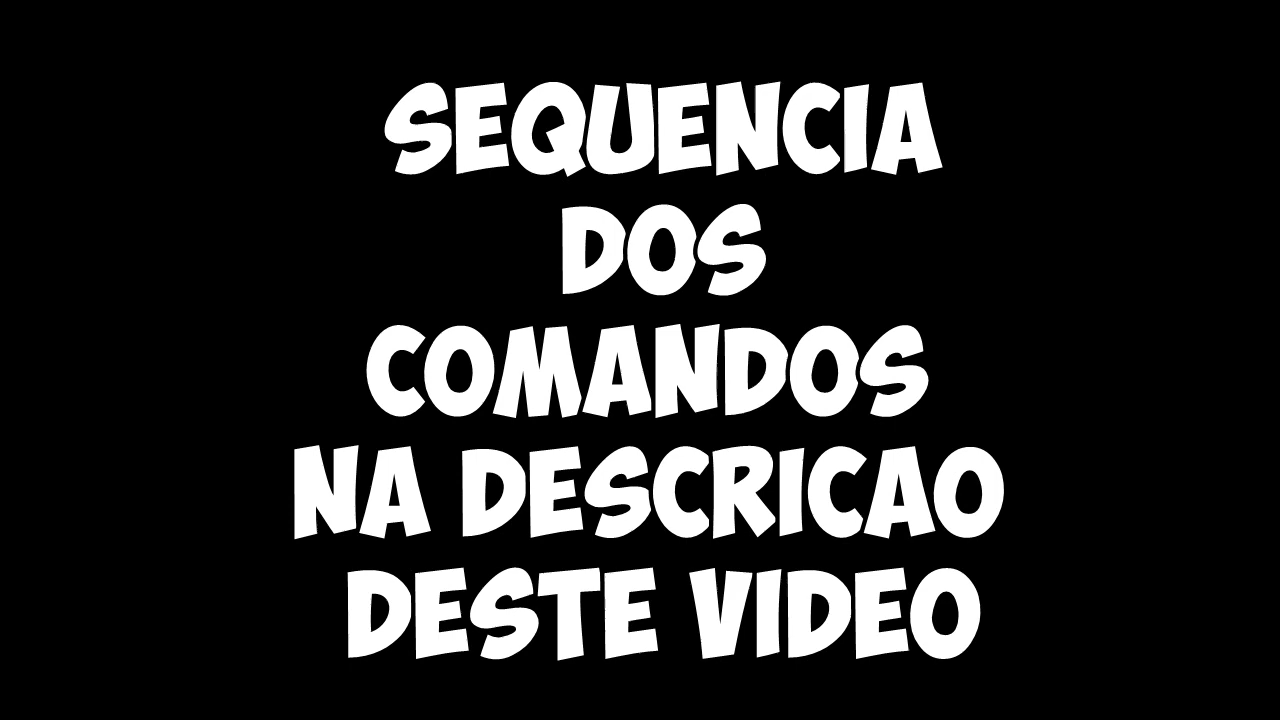 SEQUENCIA
DOS
COMANDOS
NA DESCRICAO
DESTE VIDEO